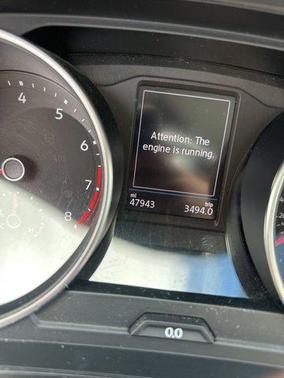 8
7
6
5
4
Attention: The
engine is running.
mi trip
47943 3494.0
0.0